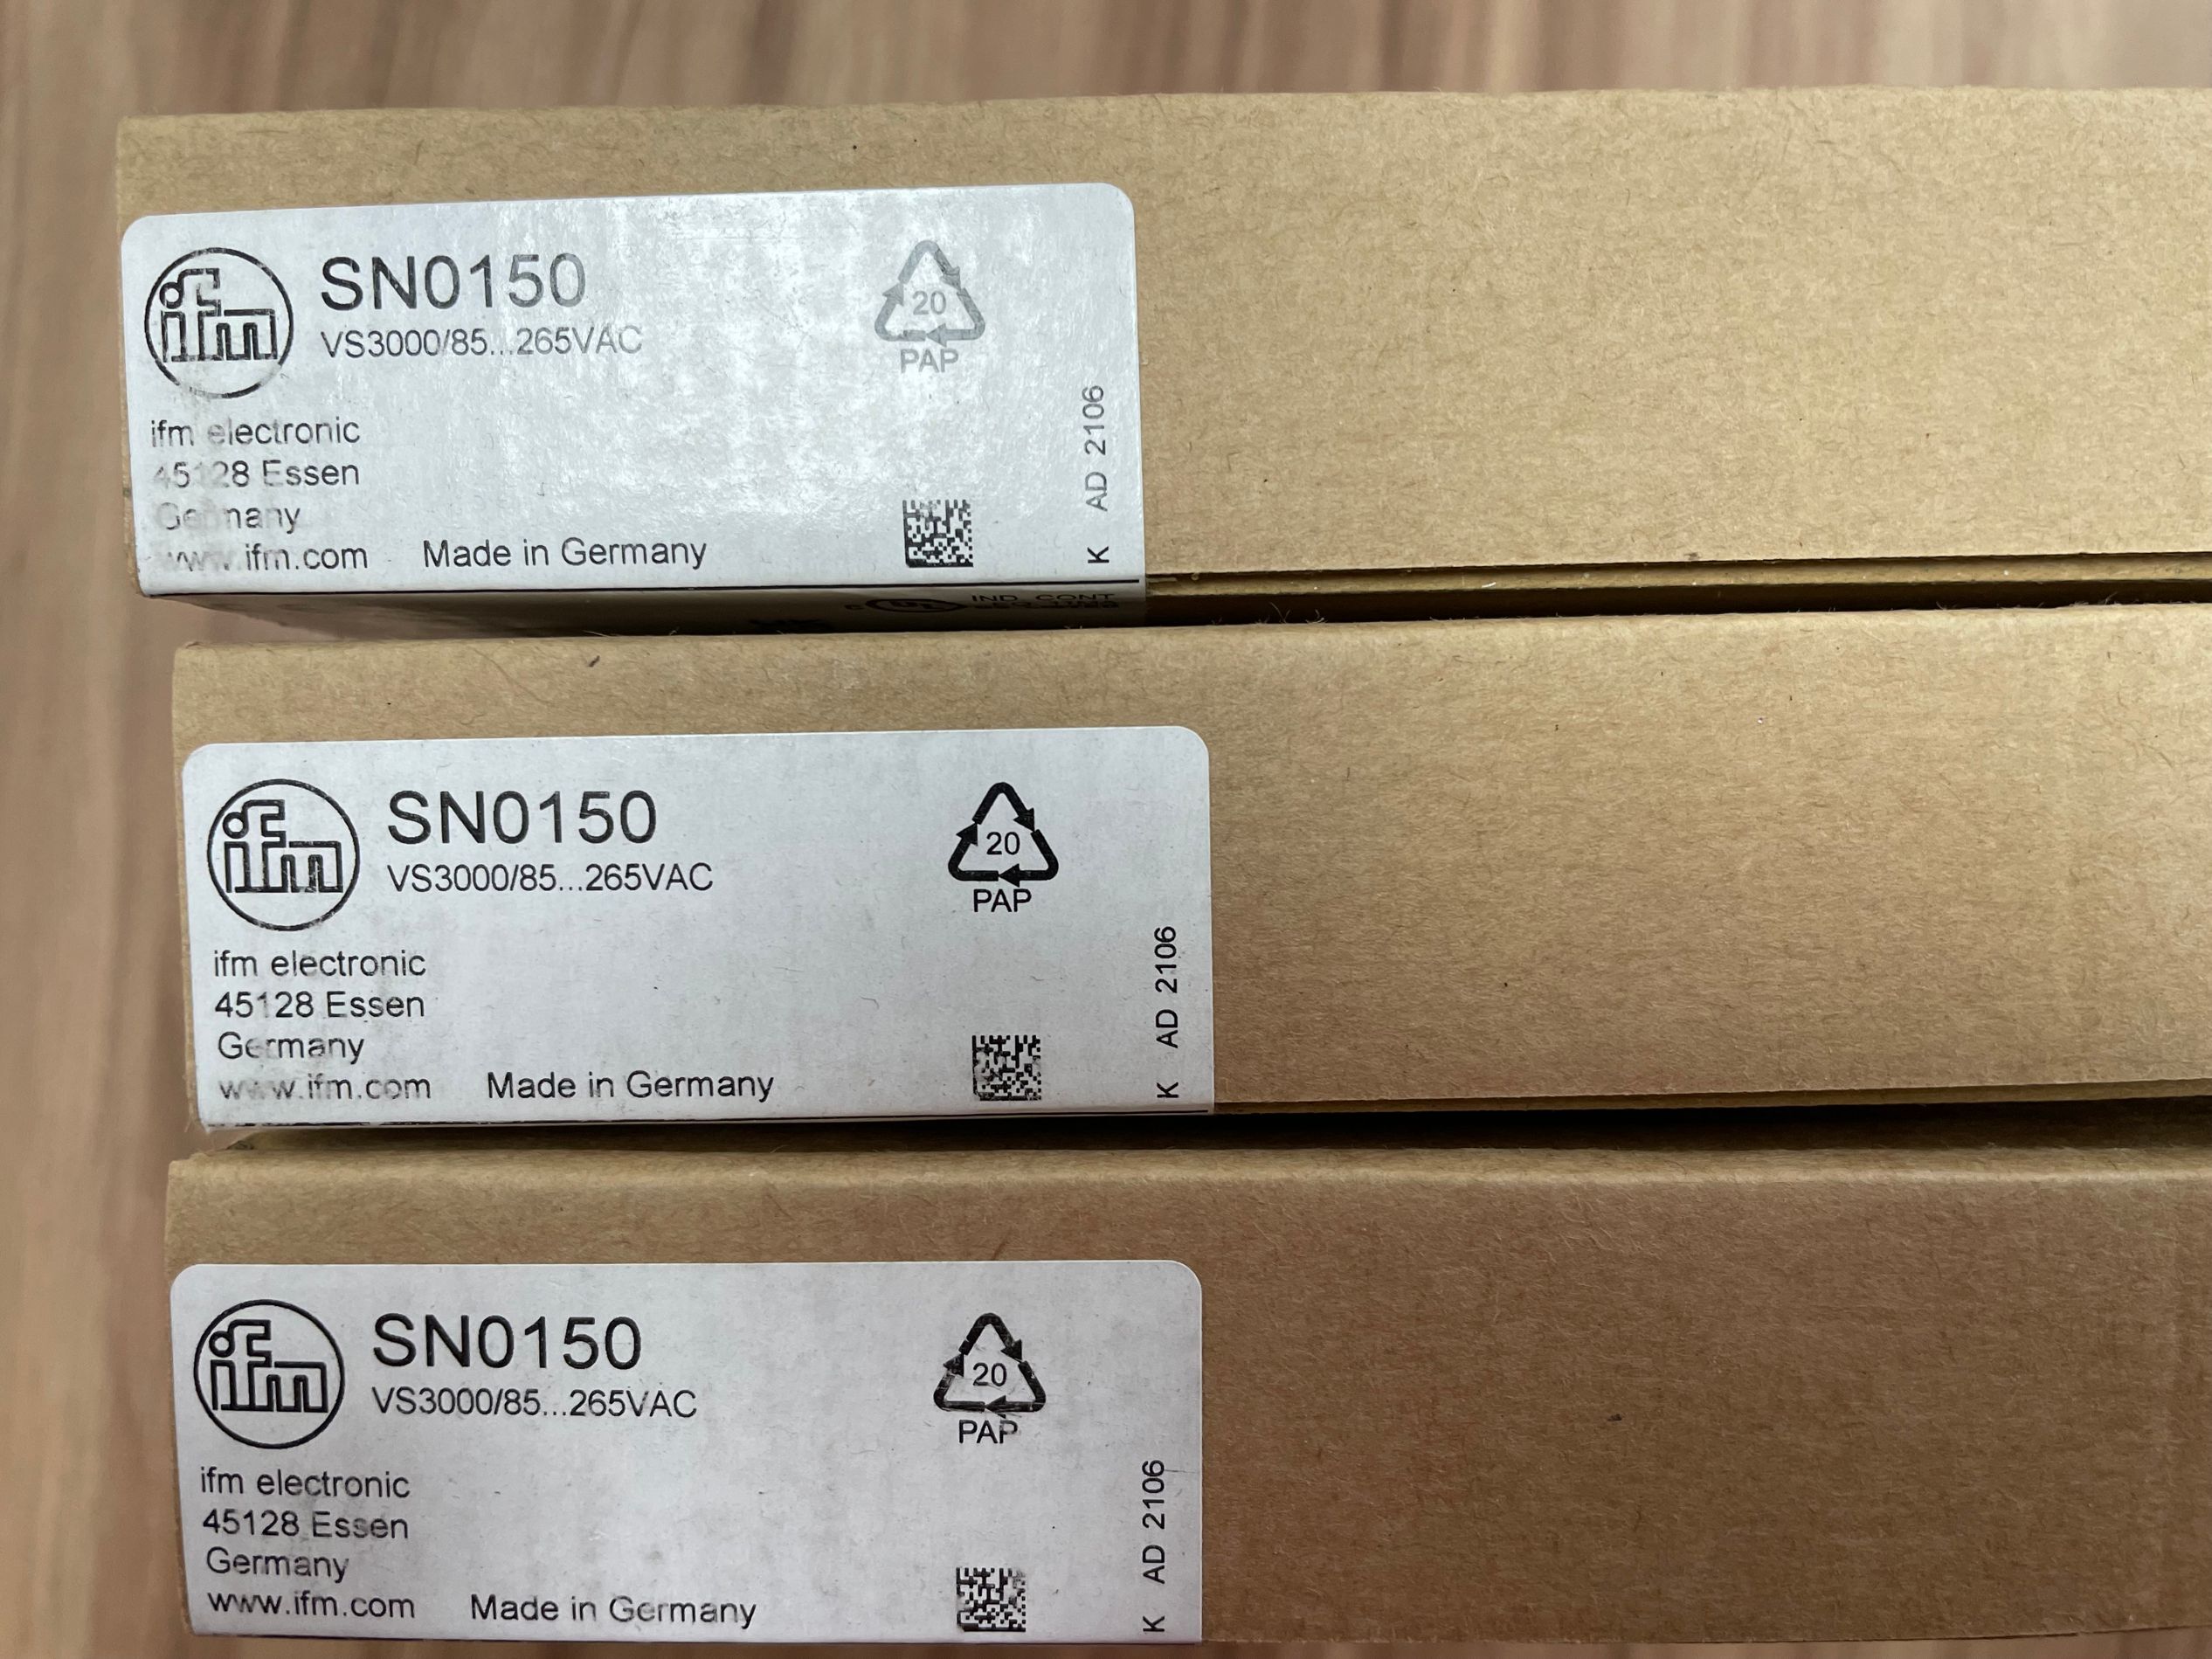 ifm
SN0150
VS3000/85...265VAC
20
PAP
ifm electronic
45128 Essen
Germany
www.ifm.com
Made in Germany
K AD 2106
IND. CONT
ifm
SN0150
VS3000/85...265VAC
20
PAP
ifm electronic
45128 Essen
Germany
www.ifm.com
Made in Germany
K AD 2106
ifm
SN0150
VS3000/85...265VAC
20
PAP
ifm electronic
45128 Essen
Germany
www.ifm.com
Made in Germany
K AD 2106